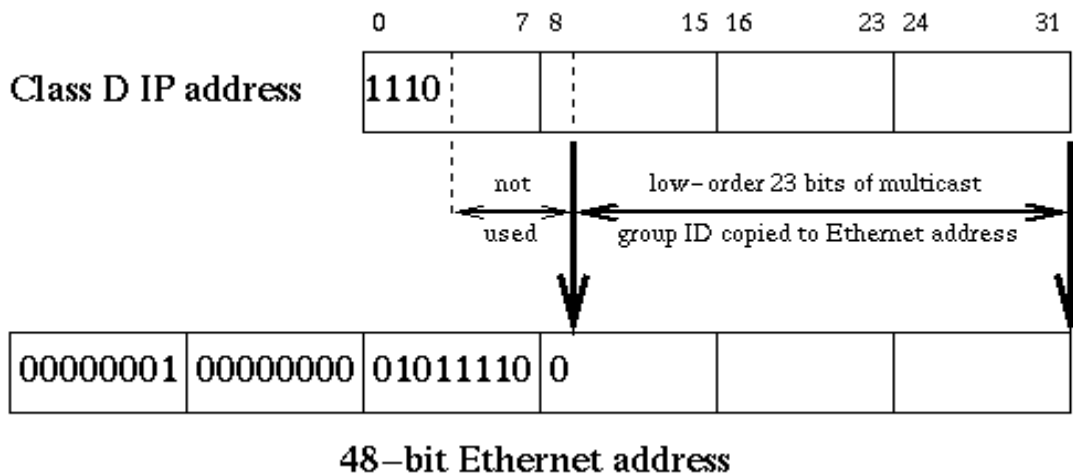 0 7 8 15 16 23 24 31
Class D IP address 1110
not low-order 23 bits of multicast
used group ID copied to Ethernet address
00000001 00000000 01011110 0
48-bit Ethernet address